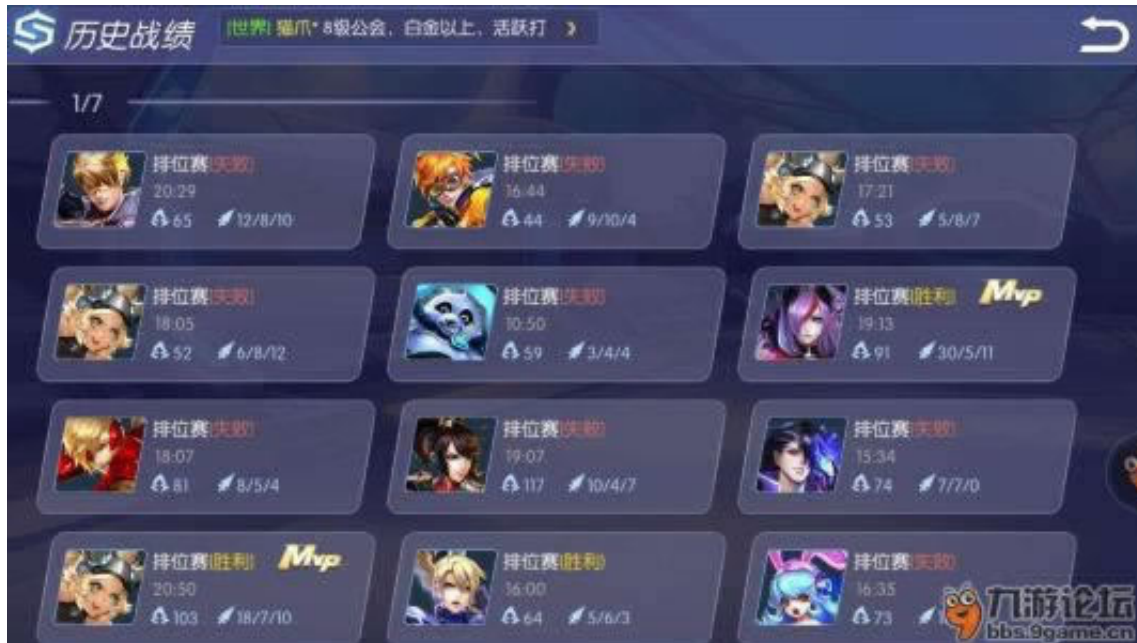 历史战绩
[世界] 猫爪* 8级公会、白金以上、活跃打
1/7
排位赛(失败)
20:29
65 12/8/10
排位赛(失败)
16:44
44 9/10/4
排位赛(失败)
17:21
53 5/8/7
排位赛(失败)
18:05
52 6/8/12
排位赛(失败)
10:50
59 3/4/4
排位赛(胜利) Mvp
19:13
91 30/5/11
排位赛(失败)
18:07
81 8/5/4
排位赛(失败)
19:07
117 10/4/7
排位赛(失败)
15:34
74 7/7/0
排位赛(胜利) Mvp
20:50
103 18/7/10
排位赛(胜利)
16:00
64 5/6/3
排位赛(失败)
16:35
73
九游论坛
bbs.9game.cn